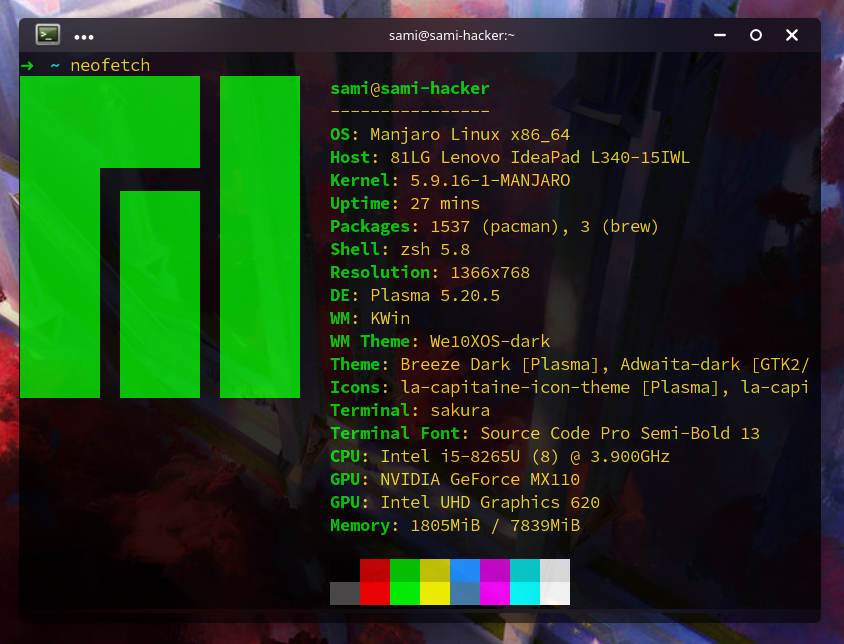 sami@sami-hacker:~
➜ ~ neofetch
sami@sami-hacker
----------------
OS: Manjaro Linux x86_64
Host: 81LG Lenovo IdeaPad L340-15IWL
Kernel: 5.9.16-1-MANJARO
Uptime: 27 mins
Packages: 1537 (pacman), 3 (brew)
Shell: zsh 5.8
Resolution: 1366x768
DE: Plasma 5.20.5
WM: KWin
WM Theme: We10XOS-dark
Theme: Breeze Dark [Plasma], Adwaita-dark [GTK2/
Icons: la-capitaine-icon-theme [Plasma], la-capi
Terminal: sakura
Terminal Font: Source Code Pro Semi-Bold 13
CPU: Intel i5-8265U (8) @ 3.900GHz
GPU: NVIDIA GeForce MX110
GPU: Intel UHD Graphics 620
Memory: 1805MiB / 7839MiB